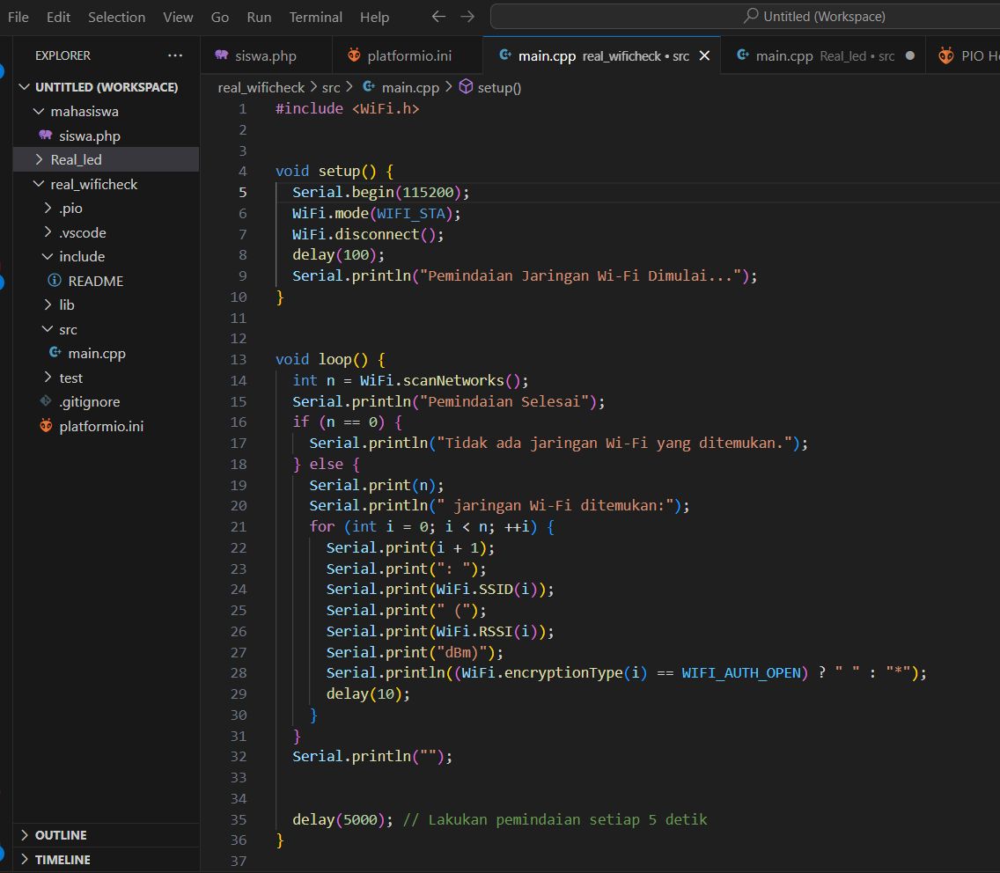 File Edit Selection View Go Run Terminal Help Untitled (Workspace)
EXPLORER ...
siswa.php platformio.ini main.cpp real_wificheck • src main.cpp Real_led • src PIO
real_wificheck > src > main.cpp > setup()
UNTITLED (WORKSPACE)
mahasiswa
siswa.php
Real_led
real_wificheck
.pio
.vscode
include
README
lib
src
main.cpp
test
.gitignore
platformio.ini
OUTLINE
TIMELINE
1 #include <WiFi.h>
2
3
4 void setup() {
5 Serial.begin(115200);
6 WiFi.mode(WIFI_STA);
7 WiFi.disconnect();
8 delay(100);
9 Serial.println("Pemindaian Jaringan Wi-Fi Dimulai...");
10 }
11
12
13 void loop() {
14 int n = WiFi.scanNetworks();
15 Serial.println("Pemindaian Selesai");
16 if (n == 0) {
17 Serial.println("Tidak ada jaringan Wi-Fi yang ditemukan.");
18 } else {
19 Serial.print(n);
20 Serial.println(" jaringan Wi-Fi ditemukan:");
21 for (int i = 0; i < n; ++i) {
22 Serial.print(i + 1);
23 Serial.print(": ");
24 Serial.print(WiFi.SSID(i));
25 Serial.print(" (");
26 Serial.print(WiFi.RSSI(i));
27 Serial.print("dBm)");
28 Serial.println((WiFi.encryptionType(i) == WIFI_AUTH_OPEN) ? " " : "*");
29 delay(10);
30 }
31 }
32 Serial.println("");
33
34
35 delay(5000); // Lakukan pemindaian setiap 5 detik
36 }
37